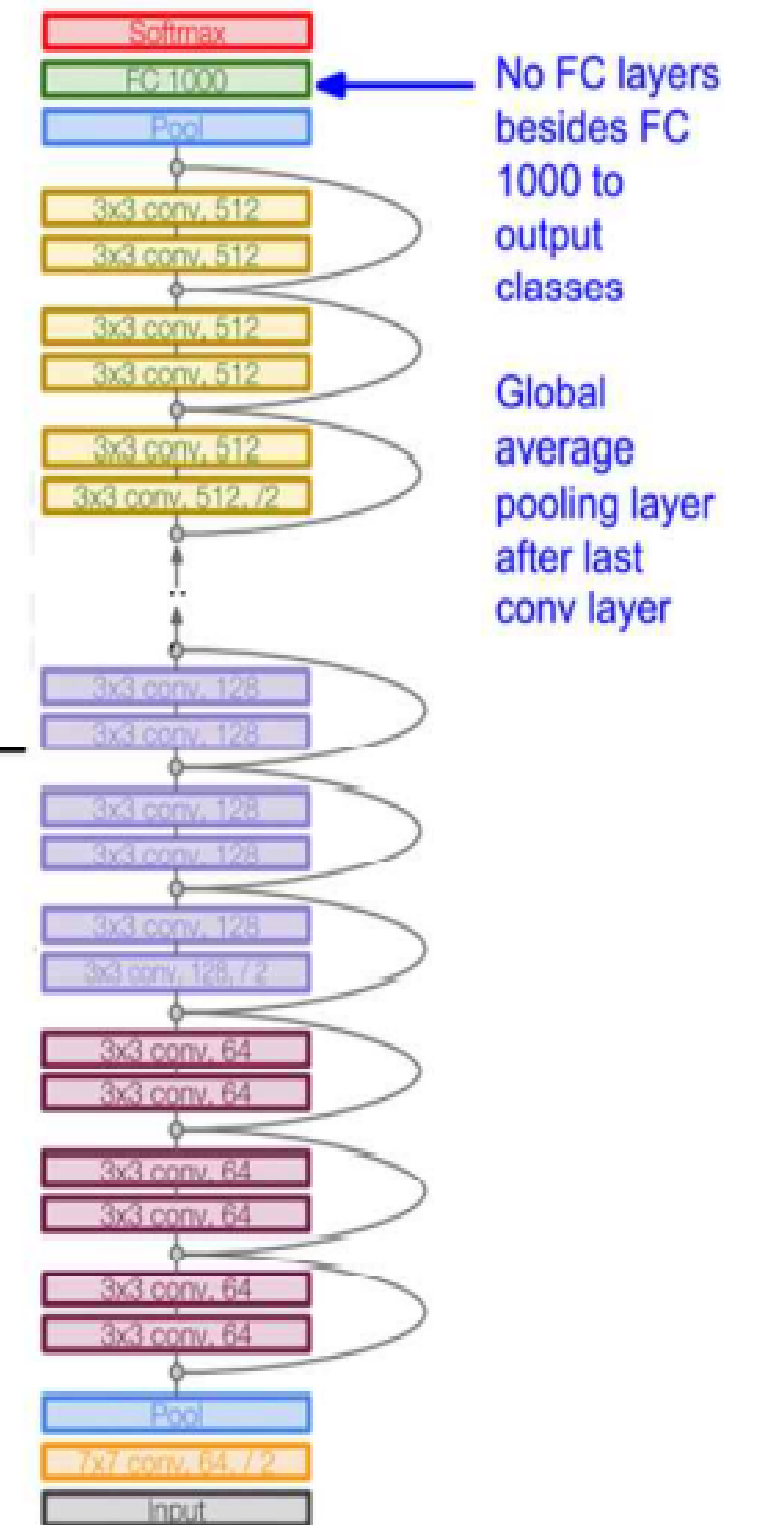 Softmax
FC 1000
Pool
3x3 conv, 512
3x3 conv, 512
3x3 conv, 512
3x3 conv, 512
3x3 conv, 512
3x3 conv, 512, /2
..
3x3 conv, 128
3x3 conv, 128
3x3 conv, 128
3x3 conv, 128
3x3 conv, 128
3x3 conv, 128, / 2
3x3 conv, 64
3x3 conv, 64
3x3 conv, 64
3x3 conv, 64
3x3 conv, 64
3x3 conv, 64
Pool
7x7 conv, 64, / 2
Input
No FC layers
besides FC
1000 to
output
classes
Global
average
pooling layer
after last
conv layer